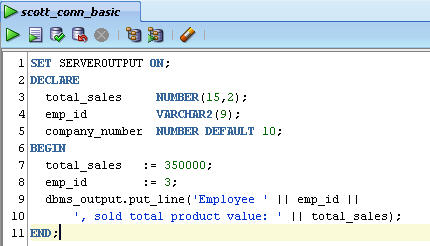 scott_conn_basic
1 SET SERVEROUTPUT ON;
2 DECLARE
3 total_sales NUMBER(15,2);
4 emp_id VARCHAR2(9);
5 company_number NUMBER DEFAULT 10;
6 BEGIN
7 total_sales := 350000;
8 emp_id := 3;
9 dbms_output.put_line('Employee ' || emp_id ||
10 ', sold total product value: ' || total_sales);
11 END;